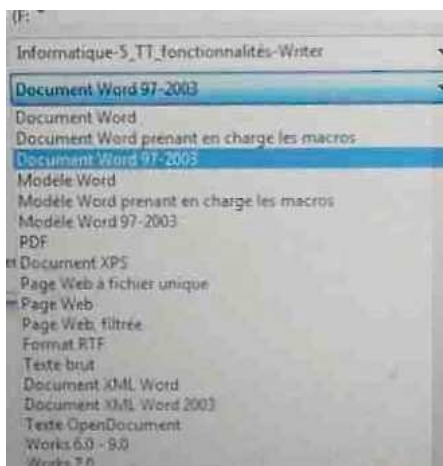 (F:
Informatique-5_TT_fonctionnalités-Writer
Document Word 97-2003
Document Word
Document Word prenant en charge les macros
Document Word 97-2003
Modèle Word
Modèle Word prenant en charge les macros
Modèle Word 97-2003
PDF
Document XPS
Page Web à fichier unique
Page Web
Page Web, filtrée
Format RTF
Texte brut
Document XML Word
Document XML Word 2003
Texte OpenDocument
Works 6.0 - 9.0
Works 7.0